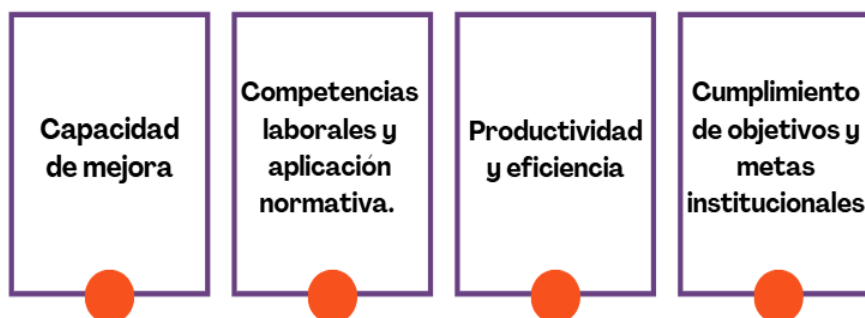 Capacidad
de mejora
Competencias
laborales y
aplicación
normativa.
Productividad
y eficiencia
Cumplimiento
de objetivos y
metas
institucionales